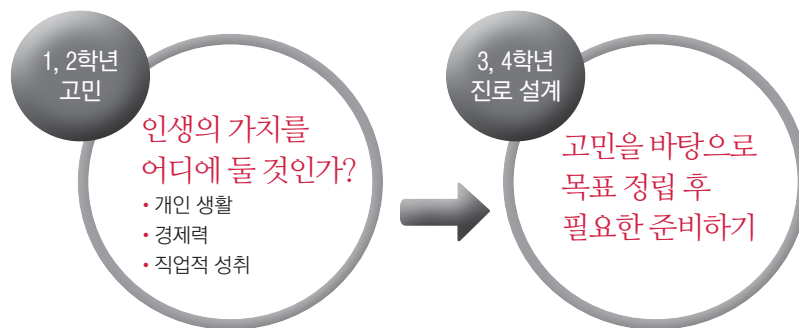 1, 2학년
고민
인생의 가치를
어디에 둘 것인가?
• 개인 생활
• 경제력
• 직업적 성취
3, 4학년
진로 설계
고민을 바탕으로
목표 정립 후
필요한 준비하기